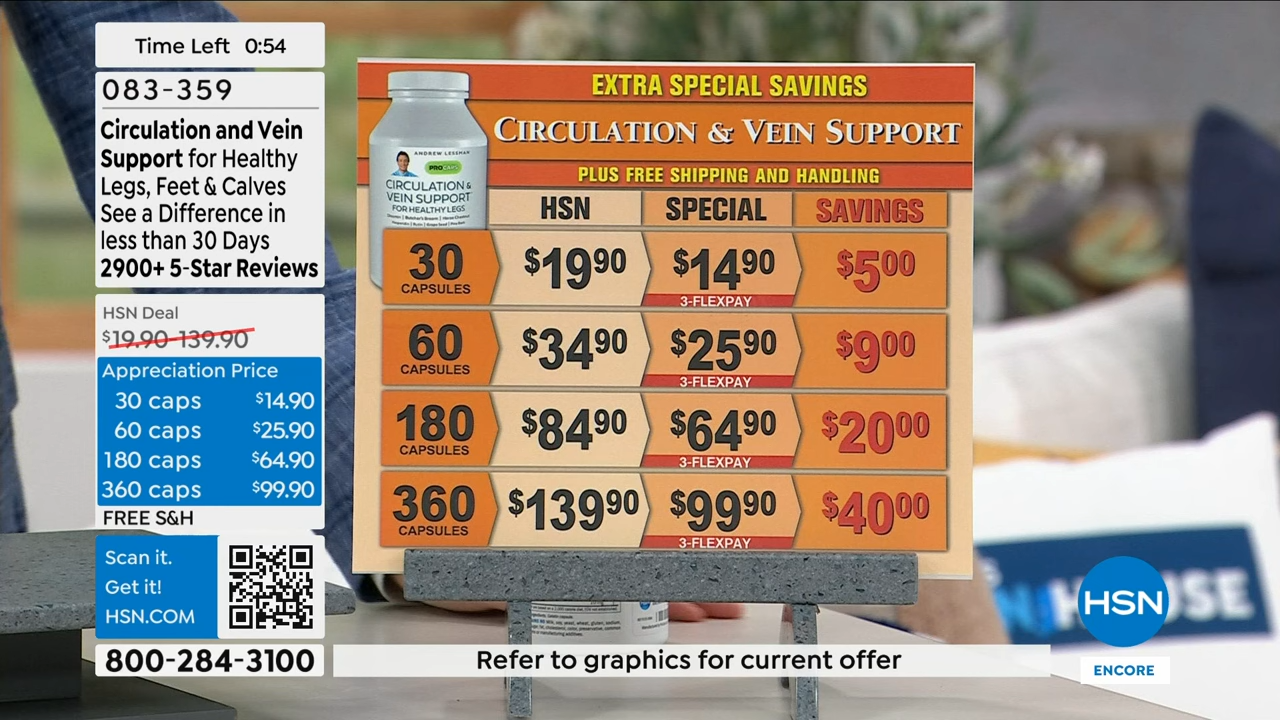 Time Left 0:54
083-359
Circulation and Vein
Support for Healthy
Legs, Feet & Calves
See a Difference in
less than 30 Days
2900+ 5-Star Reviews
HSN Deal
$19.90-139.90
Appreciation Price
30 caps $14.90
60 caps $25.90
180 caps $64.90
360 caps $99.90
FREE S&H
Scan it.
Get it!
HSN.COM
800-284-3100
Refer to graphics for current offer
EXTRA SPECIAL SAVINGS
CIRCULATION & VEIN SUPPORT
PLUS FREE SHIPPING AND HANDLING
ANDREW LESSMAN
PROCAPS
CIRCULATION &
VEIN SUPPORT
FOR HEALTHY LEGS
HSN SPECIAL SAVINGS
30 CAPSULES $19.90 $14.90 $5.00
3-FLEXPAY
60 CAPSULES $34.90 $25.90 $9.00
3-FLEXPAY
180 CAPSULES $84.90 $64.90 $20.00
3-FLEXPAY
360 CAPSULES $139.90 $99.90 $40.00
3-FLEXPAY
HSN
ENCORE